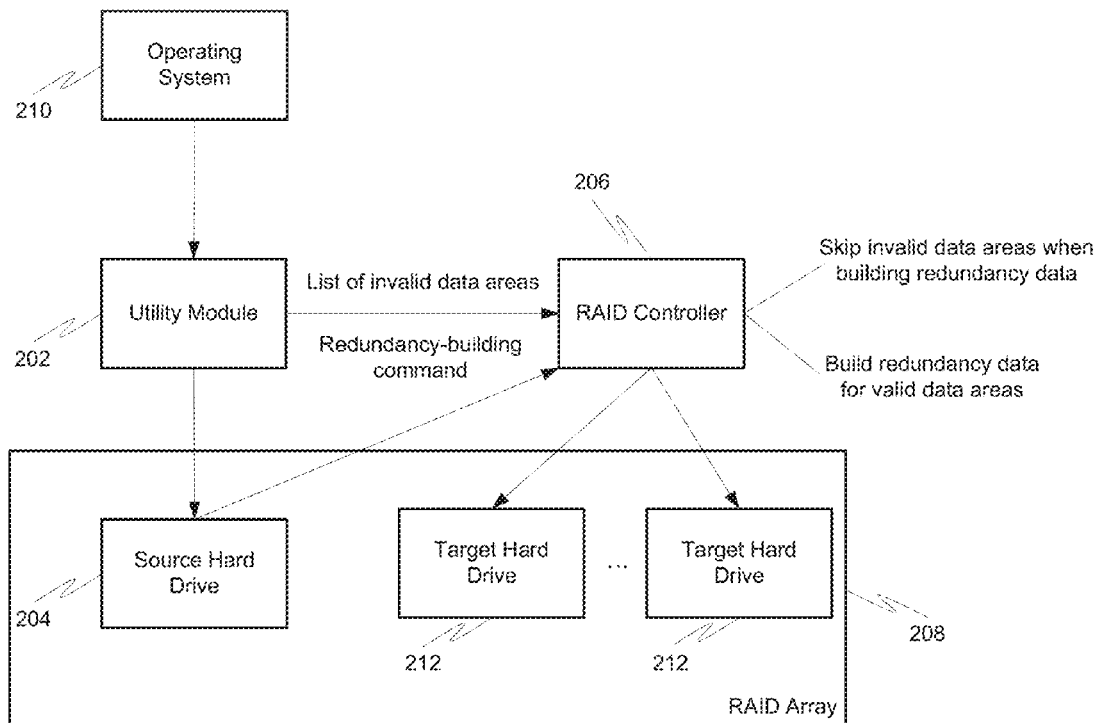 Operating
System
210
206
Utility Module
List of invalid data areas
Redundancy-building
command
RAID Controller
Skip invalid data areas when
building redundancy data
Build redundancy data
for valid data areas
202
Source Hard
Drive
Target Hard
Drive
...
Target Hard
Drive
204
212
212
208
RAID Array